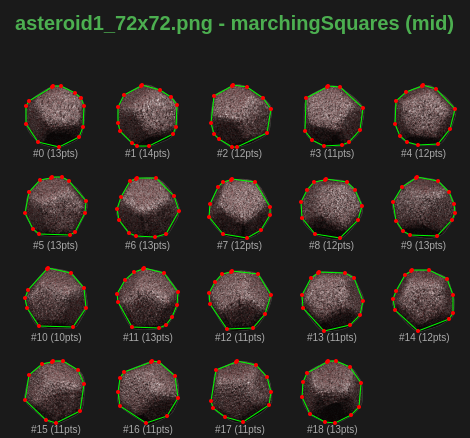 asteroid1_72x72.png - marchingSquares (mid)
#0 (13pts) #1 (14pts) #2 (12pts) #3 (11pts) #4 (12pts)
#5 (13pts) #6 (13pts) #7 (12pts) #8 (12pts) #9 (13pts)
#10 (10pts) #11 (13pts) #12 (11pts) #13 (11pts) #14 (12pts)
#15 (11pts) #16 (11pts) #17 (11pts) #18 (13pts)